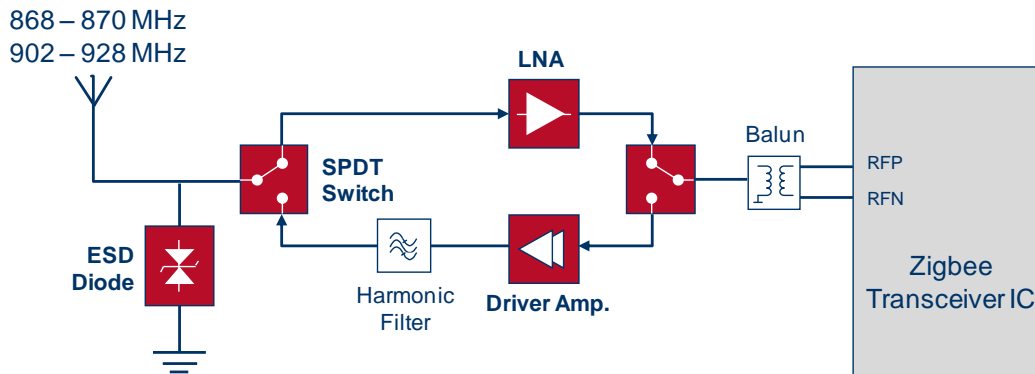 868 – 870 MHz
902 – 928 MHz
LNA
Balun
SPDT
Switch
RFP
RFN
ESD
Diode
Harmonic
Filter
Driver Amp.
Zigbee
Transceiver IC